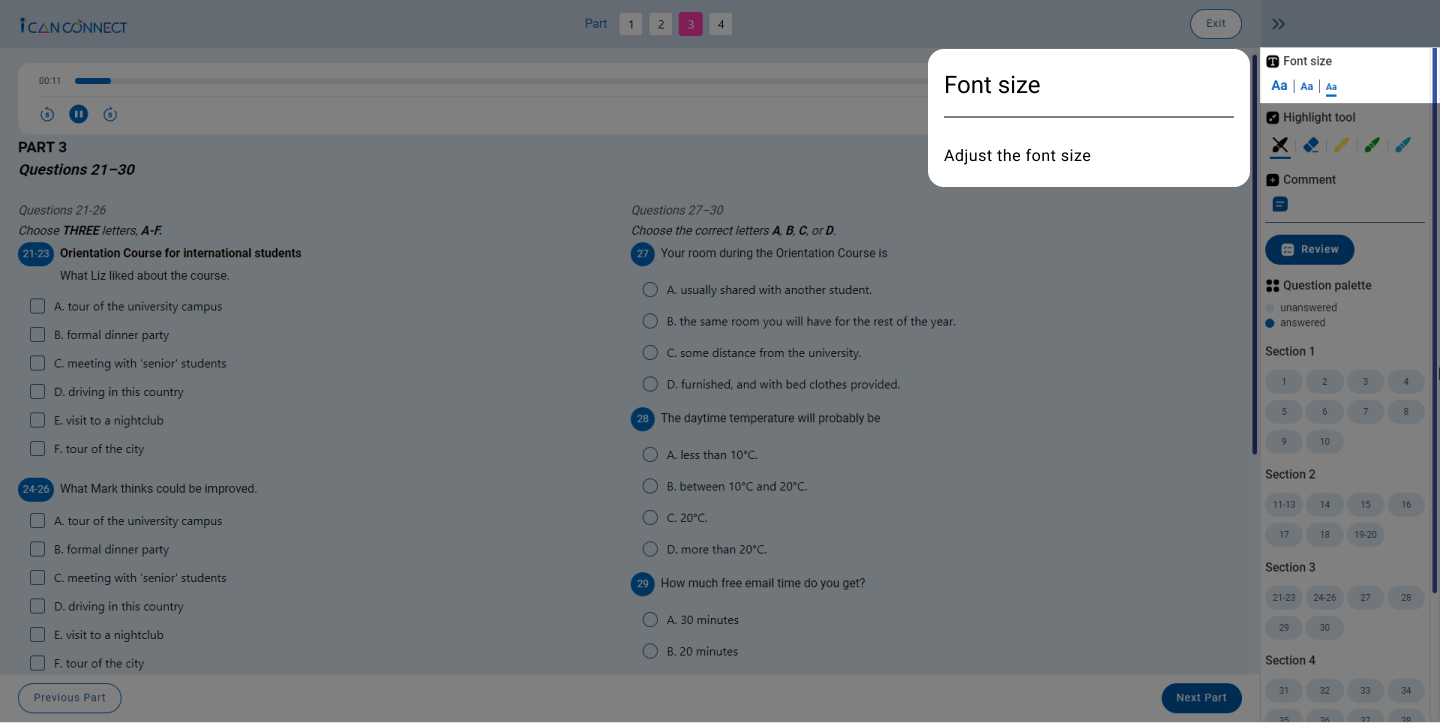 i CAN CONNECT
Part 1 2 3 4
Exit
00:11
5 5
PART 3
Questions 21–30
Questions 21-26
Choose THREE letters, A-F.
21-23 Orientation Course for international students
What Liz liked about the course.
A. tour of the university campus
B. formal dinner party
C. meeting with 'senior' students
D. driving in this country
E. visit to a nightclub
F. tour of the city
24-26 What Mark thinks could be improved.
A. tour of the university campus
B. formal dinner party
C. meeting with 'senior' students
D. driving in this country
E. visit to a nightclub
F. tour of the city
Questions 27–30
Choose the correct letters A, B, C, or D.
27 Your room during the Orientation Course is
A. usually shared with another student.
B. the same room you will have for the rest of the year.
C. some distance from the university.
D. furnished, and with bed clothes provided.
28 The daytime temperature will probably be
A. less than 10°C.
B. between 10°C and 20°C.
C. 20°C.
D. more than 20°C.
29 How much free email time do you get?
A. 30 minutes
B. 20 minutes
Previous Part
Next Part
Font size
Adjust the font size
Font size
Aa | Aa | Aa
Highlight tool
Comment
Review
Question palette
unanswered
answered
Section 1
1 2 3 4
5 6 7 8
9 10
Section 2
11-13 14 15 16
17 18 19-20
Section 3
21-23 24-26 27 28
29 30
Section 4
31 32 33 34
35 36 37 38